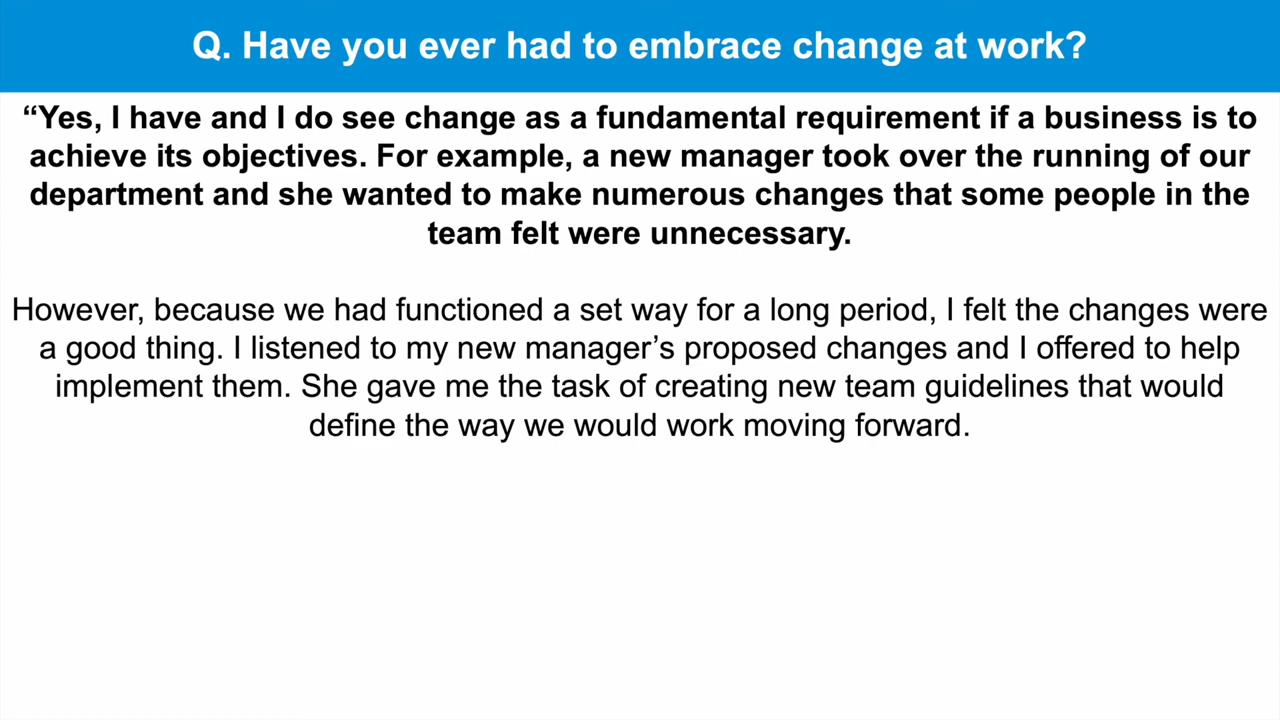 Q. Have you ever had to embrace change at work?
“Yes, I have and I do see change as a fundamental requirement if a business is to
achieve its objectives. For example, a new manager took over the running of our
department and she wanted to make numerous changes that some people in the
team felt were unnecessary.
However, because we had functioned a set way for a long period, I felt the changes were
a good thing. I listened to my new manager’s proposed changes and I offered to help
implement them. She gave me the task of creating new team guidelines that would
define the way we would work moving forward.